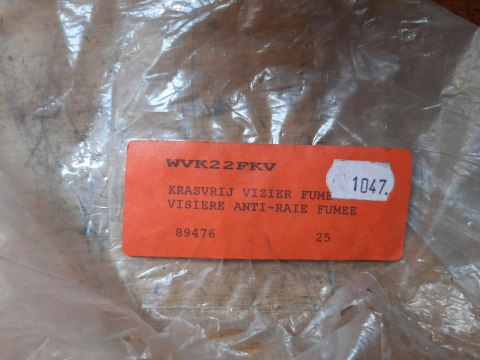 WVK22FKV
KRASVRIJ VIZIER FUME
1047.
VISIERE ANTI-RAIE FUMEE
89476 25